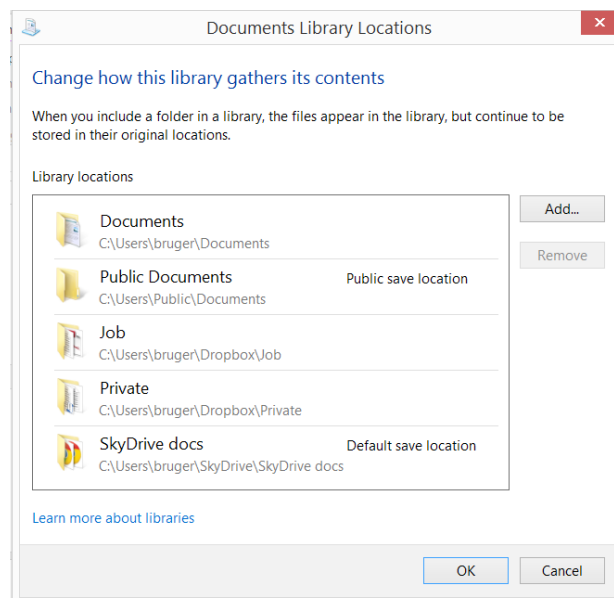 Documents Library Locations
Change how this library gathers its contents
When you include a folder in a library, the files appear in the library, but continue to be
stored in their original locations.
Library locations
Documents
C:\Users\bruger\Documents
Public Documents Public save location
C:\Users\Public\Documents
Job
C:\Users\bruger\Dropbox\Job
Private
C:\Users\bruger\Dropbox\Private
SkyDrive docs Default save location
C:\Users\bruger\SkyDrive\SkyDrive docs
Add...
Remove
Learn more about libraries
OK Cancel